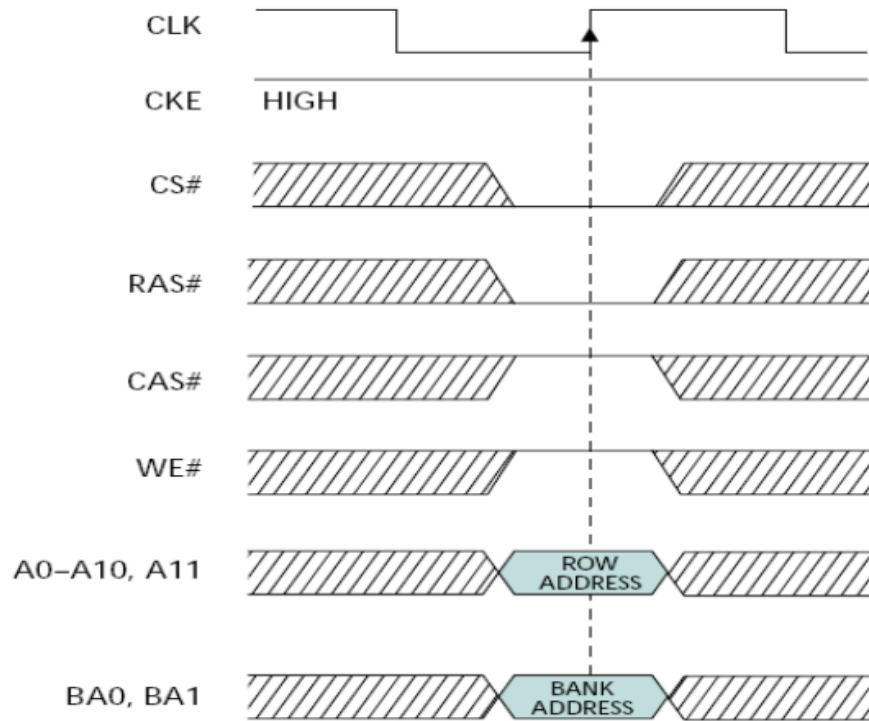 CLK
CKE HIGH
CS#
RAS#
CAS#
WE#
A0–A10, A11 ROW
ADDRESS
BA0, BA1 BANK
ADDRESS